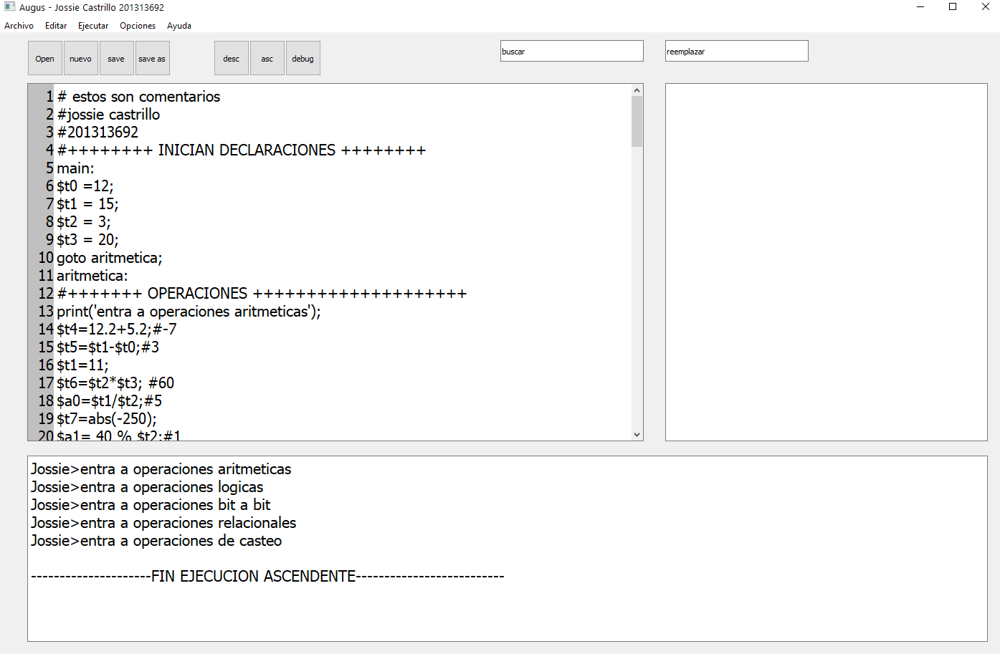 Augus - Jossie Castrillo 201313692
Archivo Editar Ejecutar Opciones Ayuda
Open nuevo save save as desc asc debug buscar reemplazar
1 # estos son comentarios
2 #jossie castrillo
3 #201313692
4 #++++++++ INICIAN DECLARACIONES ++++++++
5 main:
6 $t0 =12;
7 $t1 = 15;
8 $t2 = 3;
9 $t3 = 20;
10 goto aritmetica;
11 aritmetica:
12 #+++++++ OPERACIONES ++++++++++++++++++++
13 print('entra a operaciones aritmeticas');
14 $t4=12.2+5.2;#-7
15 $t5=$t1-$t0;#3
16 $t1=11;
17 $t6=$t2*$t3; #60
18 $a0=$t1/$t2;#5
19 $t7=abs(-250);
20 $a1= 40 % $t2;#1
Jossie>entra a operaciones aritmeticas
Jossie>entra a operaciones logicas
Jossie>entra a operaciones bit a bit
Jossie>entra a operaciones relacionales
Jossie>entra a operaciones de casteo
---------------------FIN EJECUCION ASCENDENTE--------------------------